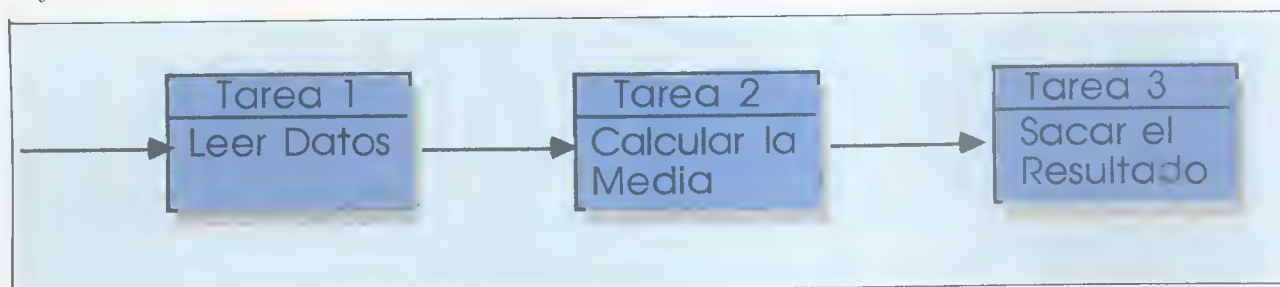 Tarea 1
Leer Datos
Tarea 2
Calcular la
Media
Tarea 3
Sacar el
Resultado